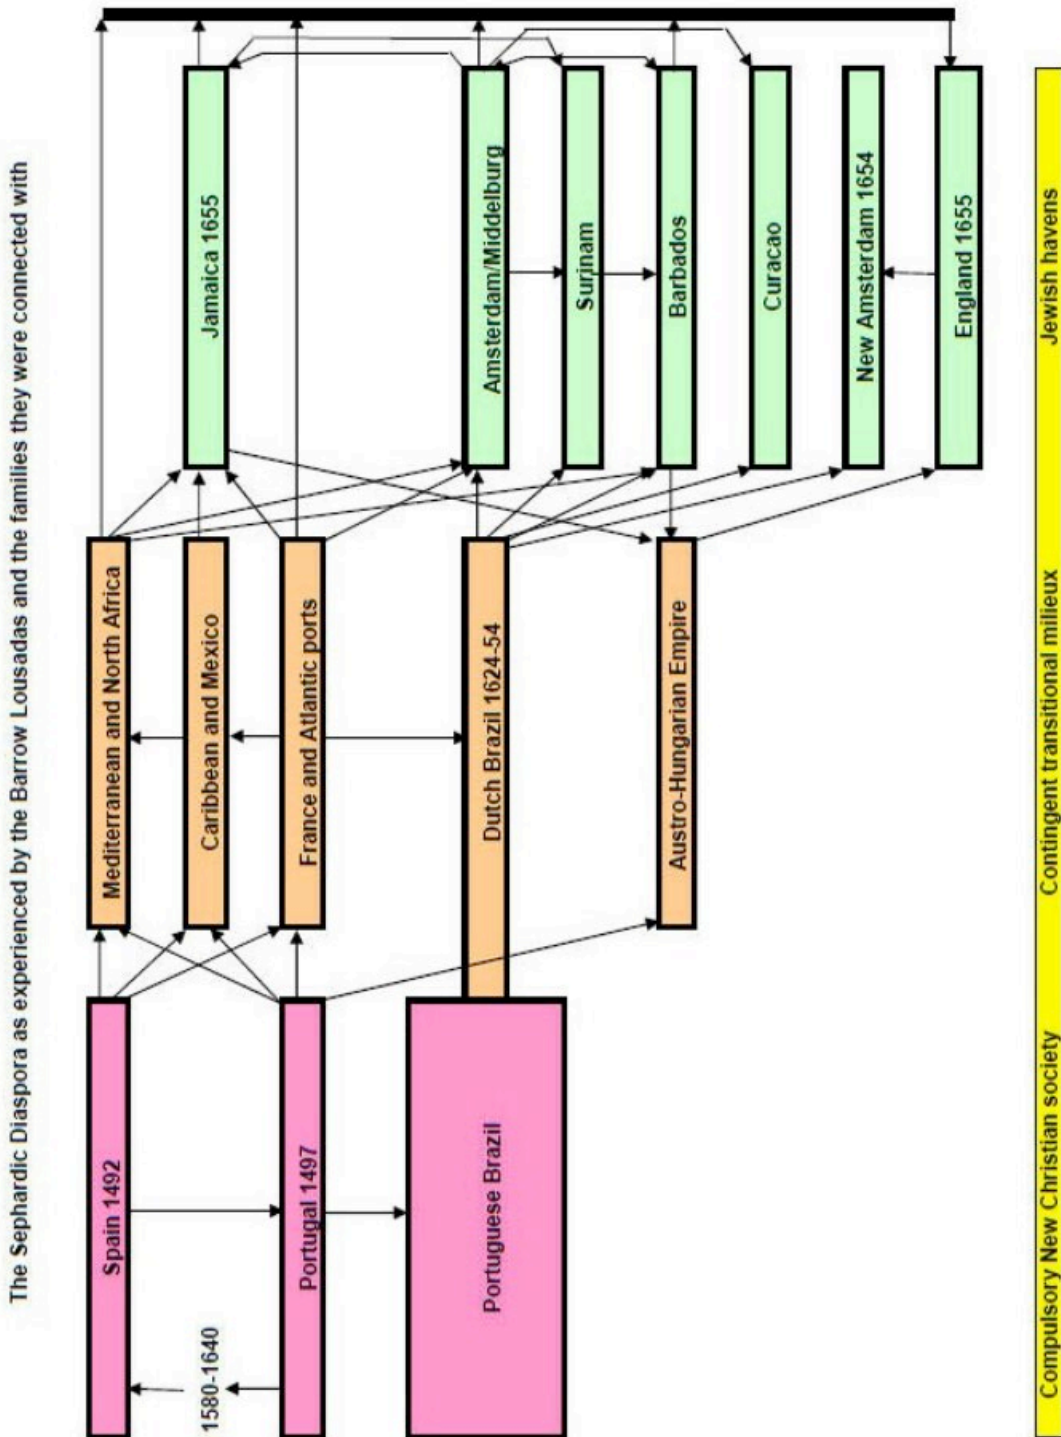 The Sephardic Diaspora as experienced by the Barrow Lousadas and the families they were connected with
Spain 1492
Mediterranean and North Africa
1580-1640
Caribbean and Mexico
Jamaica 1655
Portugal 1497
France and Atlantic ports
Portuguese Brazil
Dutch Brazil 1624-54
Amsterdam/Middelburg
Surinam
Austro-Hungarian Empire
Barbados
Curacao
New Amsterdam 1654
England 1655
Compulsory New Christian society
Contingent transitional milieux
Jewish havens